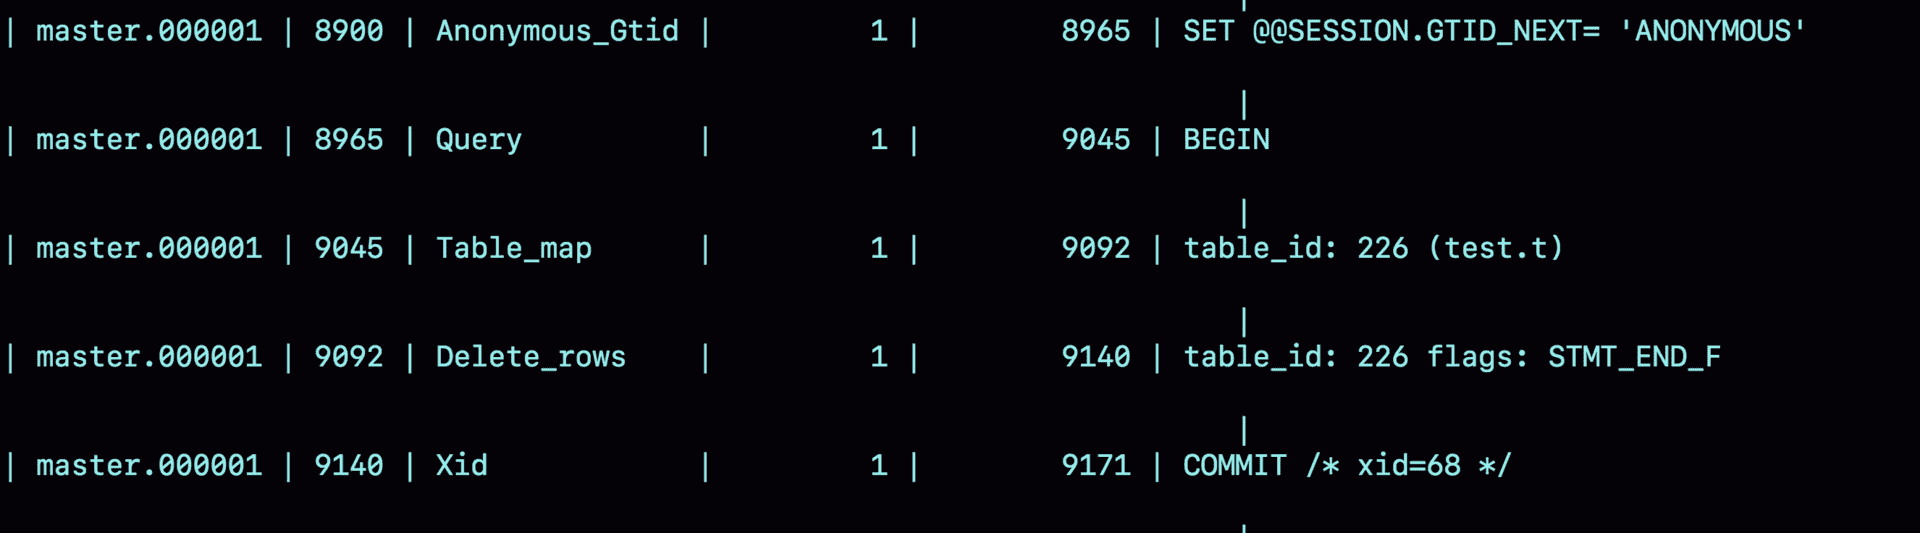 | master.000001 | 8900 | Anonymous_Gtid |         1 |        8965 | SET @@SESSION.GTID_NEXT= 'ANONYMOUS'
|
| master.000001 | 8965 | Query          |         1 |        9045 | BEGIN
|
| master.000001 | 9045 | Table_map      |         1 |        9092 | table_id: 226 (test.t)
|
| master.000001 | 9092 | Delete_rows    |         1 |        9140 | table_id: 226 flags: STMT_END_F
|
| master.000001 | 9140 | Xid            |         1 |        9171 | COMMIT /* xid=68 */